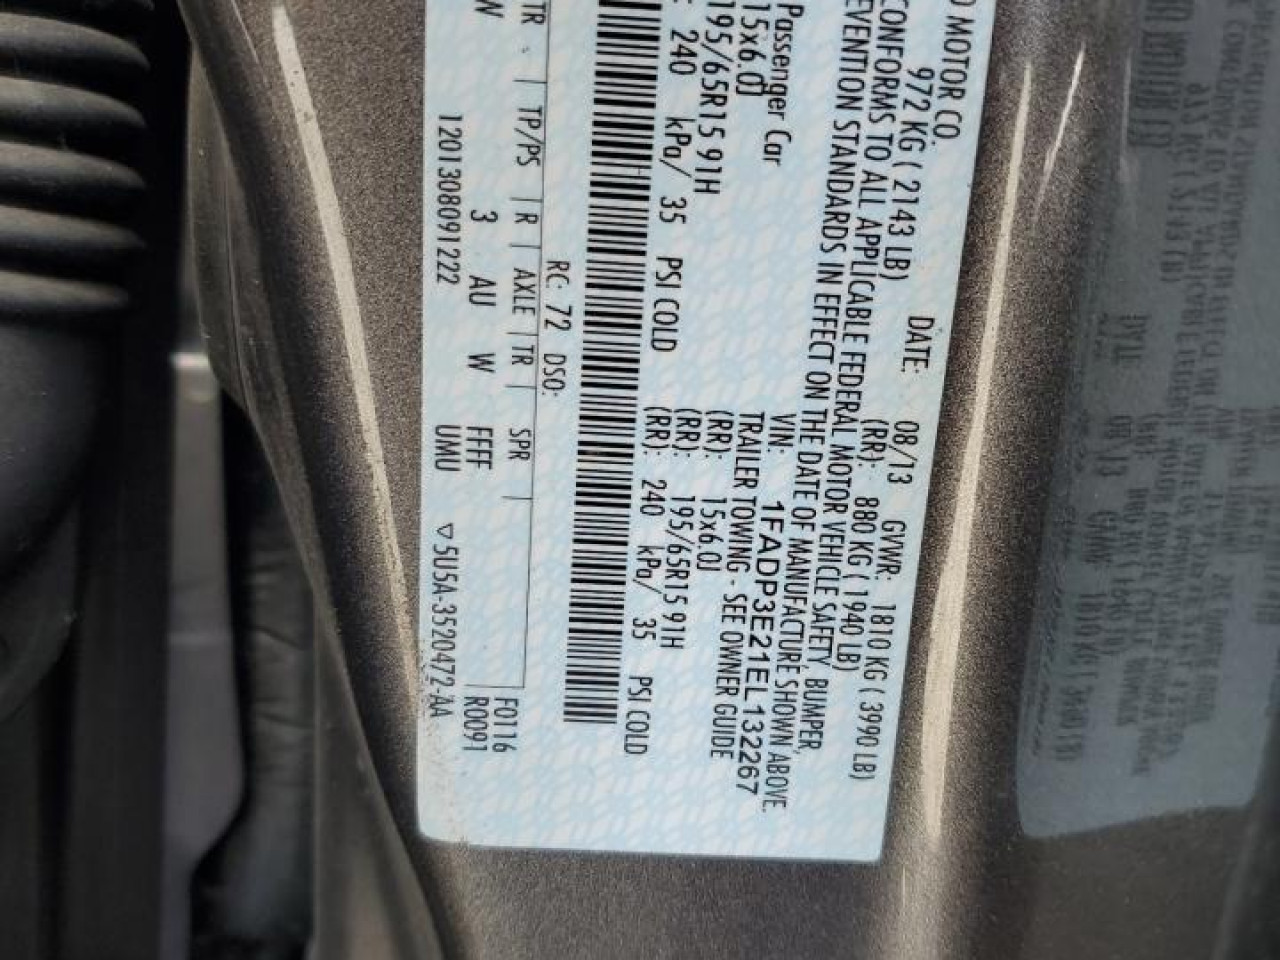 MOTOR CO.
DATE: 08/13 GVWR: 1810 KG ( 3990 LB)
972 KG ( 2143 LB) (RR): 880 KG ( 1940 LB)
CONFORMS TO ALL APPLICABLE FEDERAL MOTOR VEHICLE SAFETY, BUMPER,
EVENTION STANDARDS IN EFFECT ON THE DATE OF MANUFACTURE SHOWN ABOVE.
VIN: 1FADP3E21EL132267
Passenger Car TRAILER TOWING - SEE OWNER GUIDE
15x6.0J (RR): 15x6.0J
195/65R15 91H (RR): 195/65R15 91H
: 240 kPa/ 35 PSI COLD (RR): 240 kPa/ 35 PSI COLD
RC: 72 DSO:
TR - TP/PS R AXLE TR SPR F0116
W 3 AU W FFFF R0091
1201308091222 UMU ▽5U5A-3520472-AA